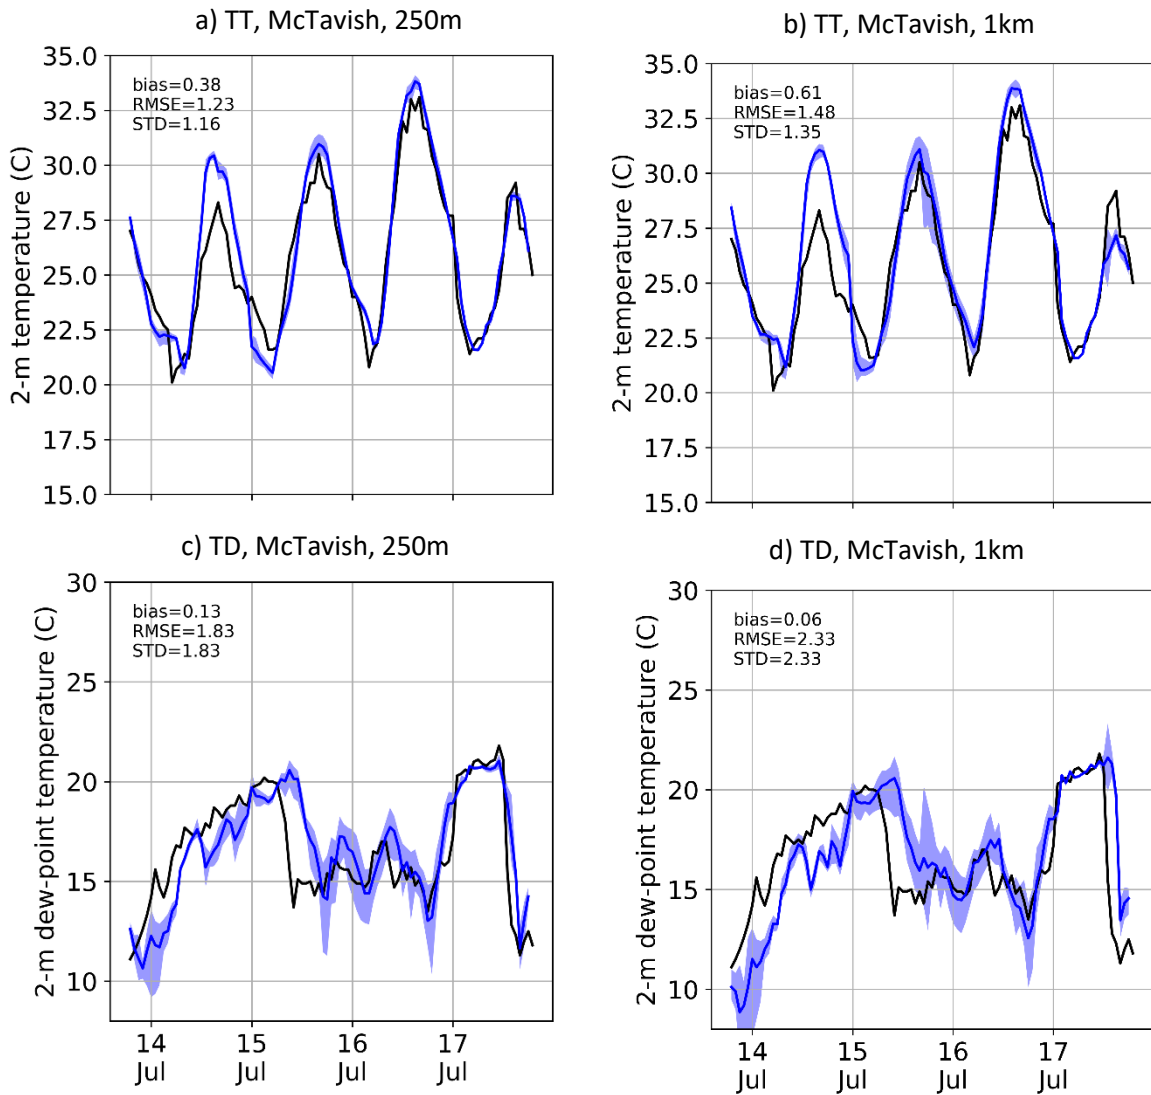 a) TT, McTavish, 250m
35.0
32.5
30.0
27.5
25.0
22.5
20.0
17.5
15.0
2-m temperature (C)
bias=0.38
RMSE=1.23
STD=1.16
b) TT, McTavish, 1km
35.0
32.5
30.0
27.5
25.0
22.5
20.0
17.5
15.0
2-m temperature (C)
bias=0.61
RMSE=1.48
STD=1.35
c) TD, McTavish, 250m
30
25
20
15
10
2-m dew-point temperature (C)
bias=0.13
RMSE=1.83
STD=1.83
14 15 16 17
Jul Jul Jul Jul
d) TD, McTavish, 1km
30
25
20
15
10
2-m dew-point temperature (C)
bias=0.06
RMSE=2.33
STD=2.33
14 15 16 17
Jul Jul Jul Jul